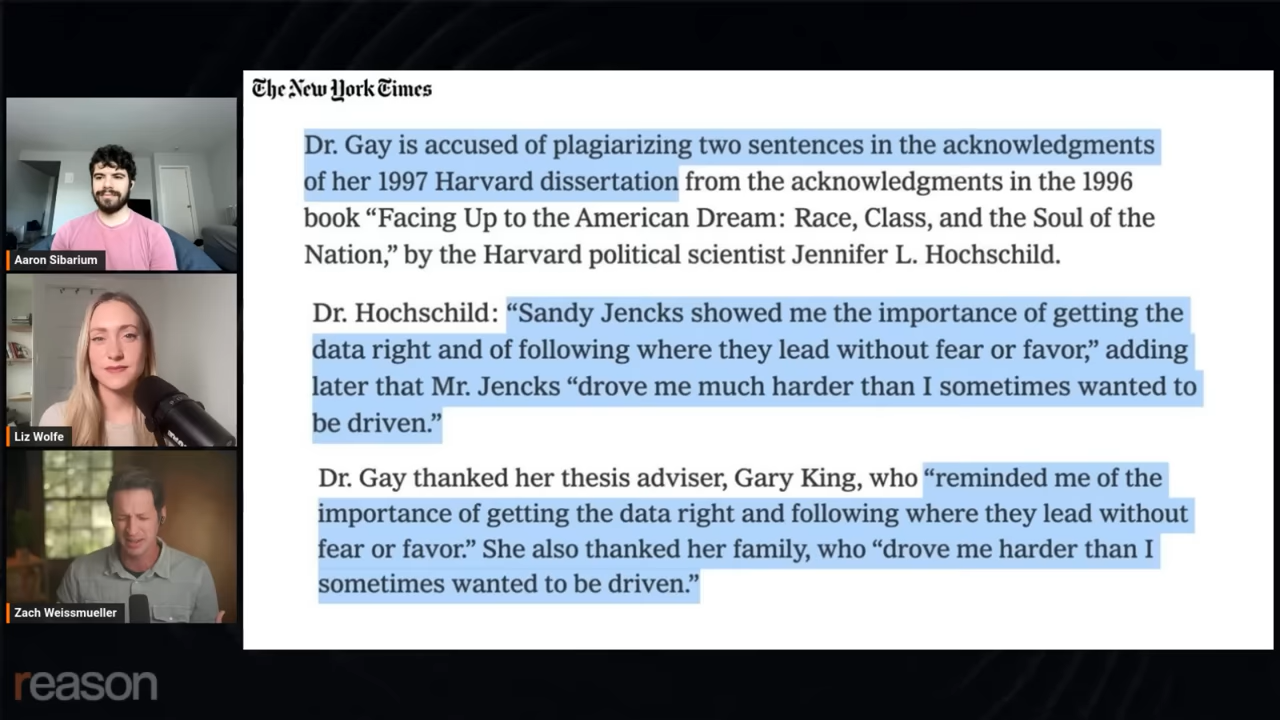 The New York Times
Dr. Gay is accused of plagiarizing two sentences in the acknowledgments
of her 1997 Harvard dissertation from the acknowledgments in the 1996
book “Facing Up to the American Dream: Race, Class, and the Soul of the
Nation,” by the Harvard political scientist Jennifer L. Hochschild.
Dr. Hochschild: “Sandy Jencks showed me the importance of getting the
data right and of following where they lead without fear or favor,” adding
later that Mr. Jencks “drove me much harder than I sometimes wanted to
be driven.”
Dr. Gay thanked her thesis adviser, Gary King, who “reminded me of the
importance of getting the data right and following where they lead without
fear or favor.” She also thanked her family, who “drove me harder than I
sometimes wanted to be driven.”
Aaron Sibarium
Liz Wolfe
Zach Weissmueller
reason